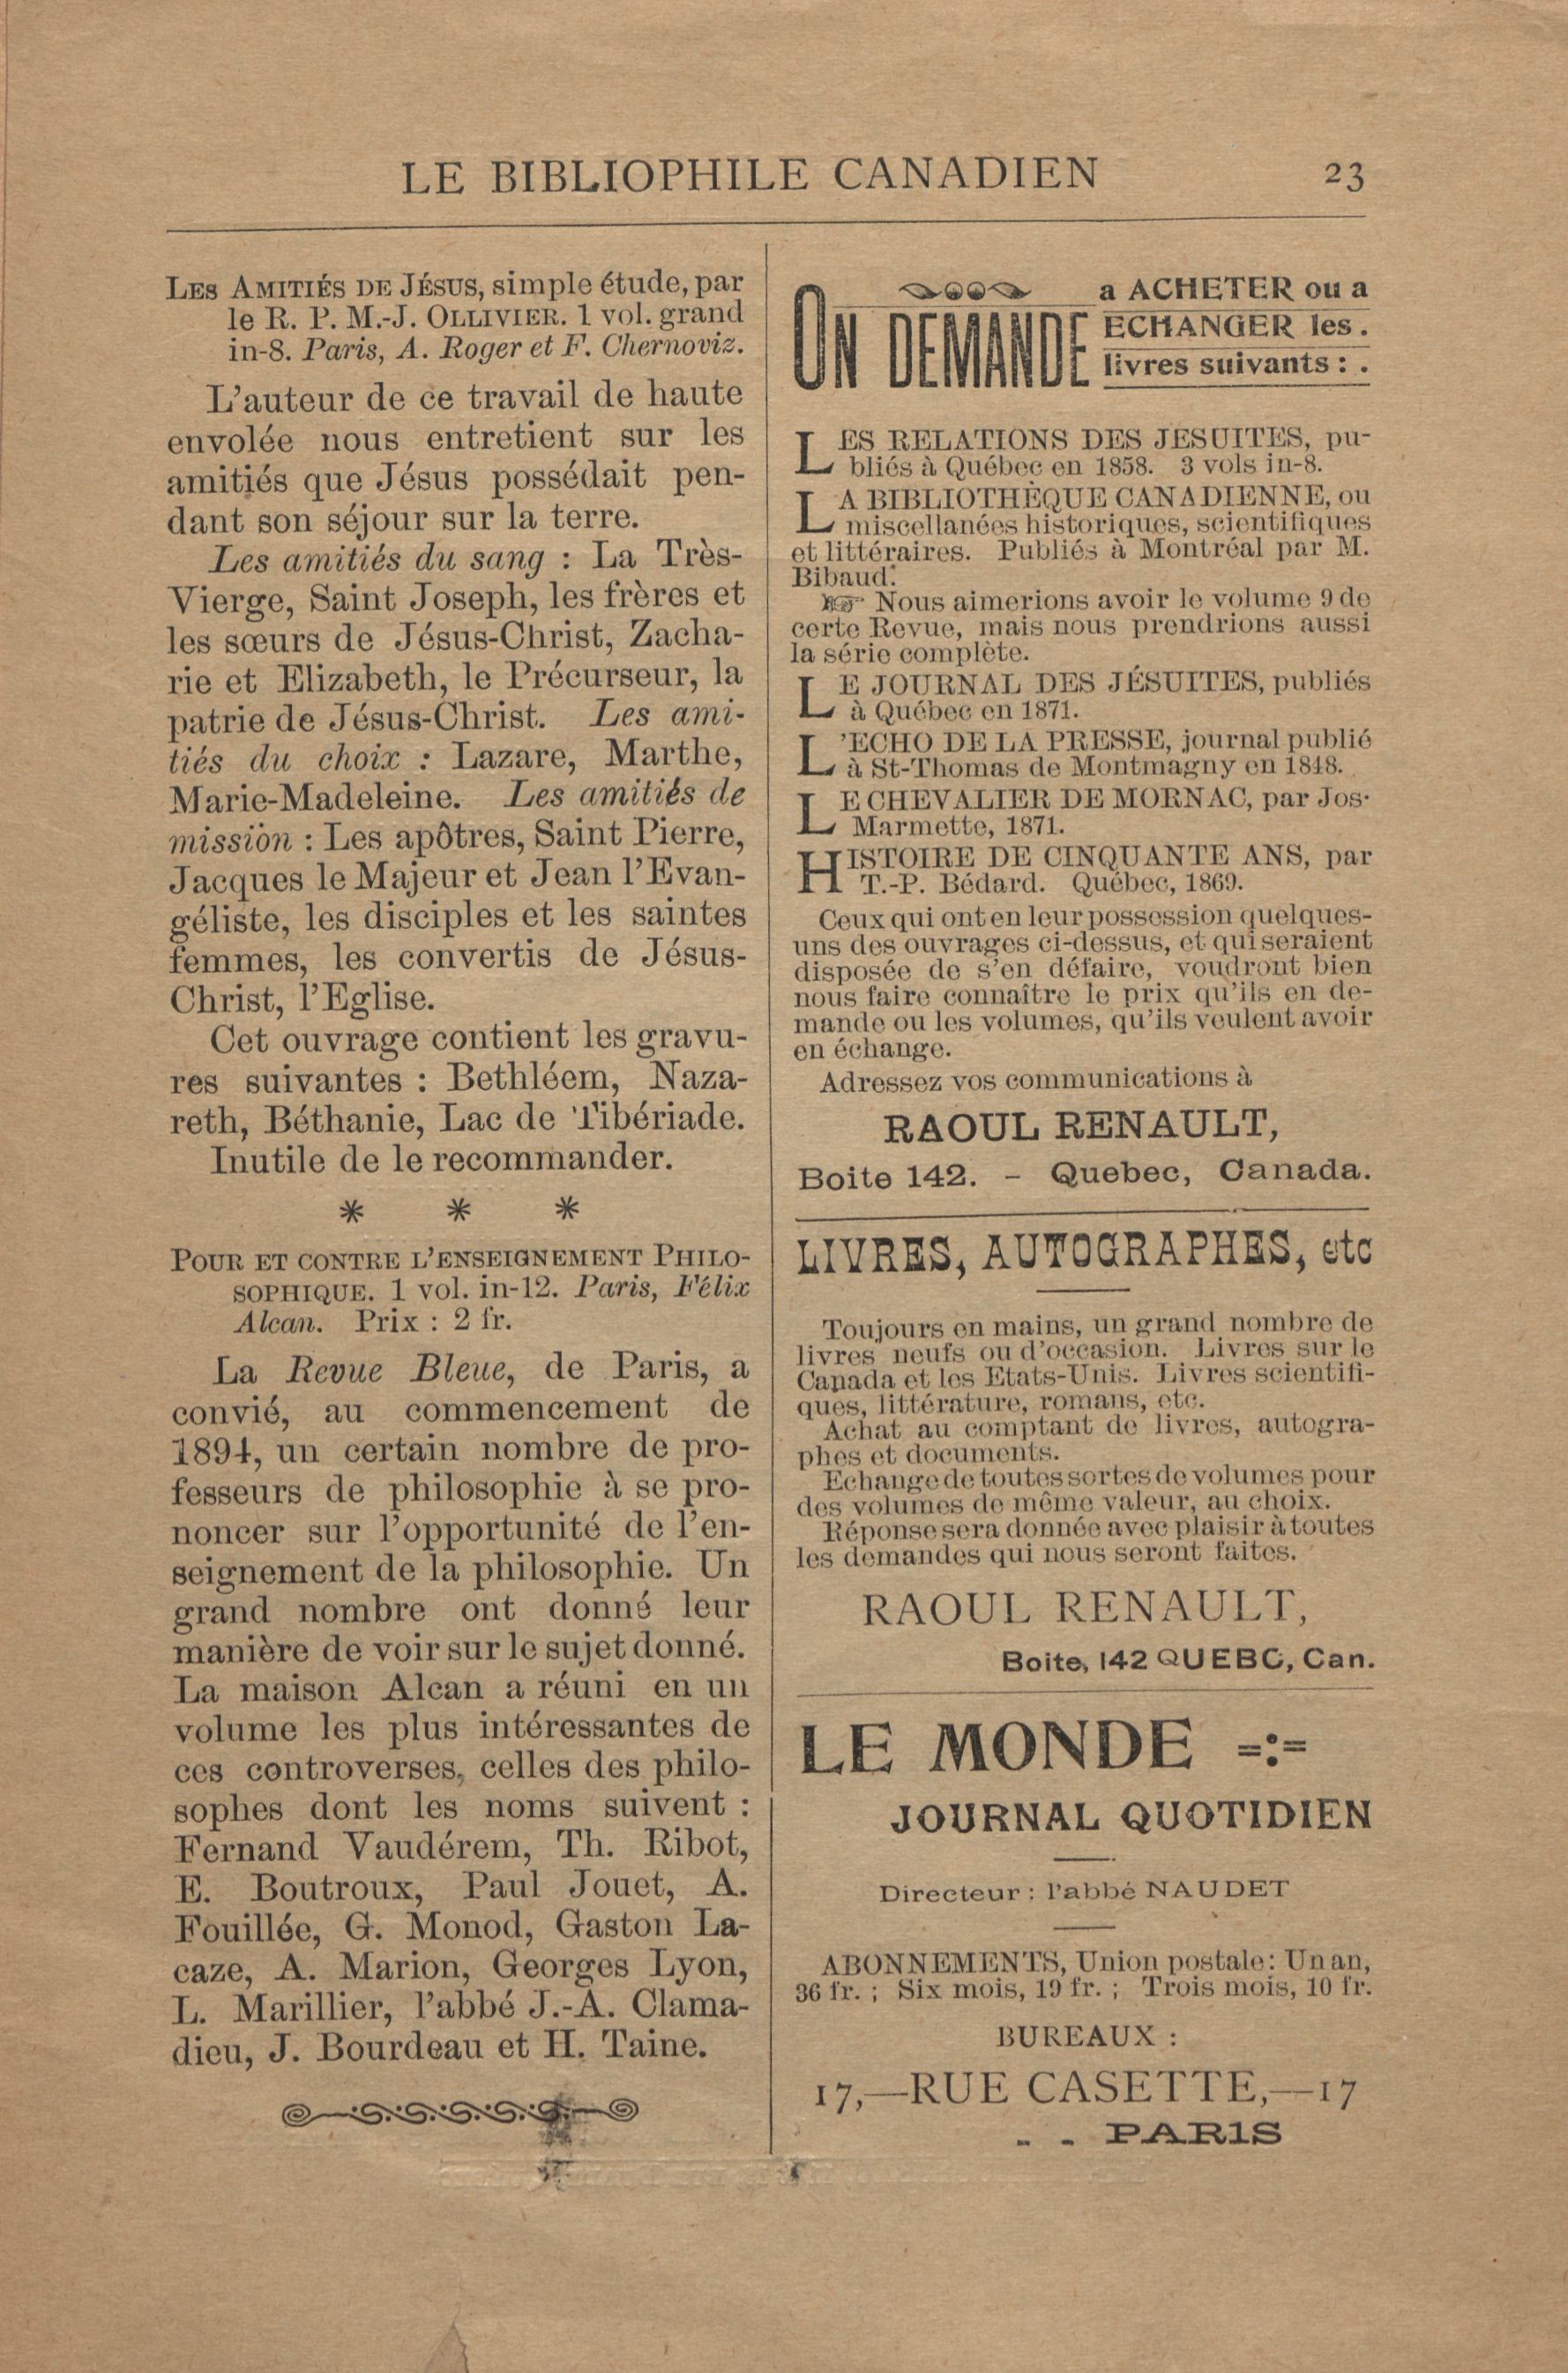 LE BIBLIOPHILE CANADIEN 23
LES AMITIÉS DE JÉSUS, simple étude, par
le R. P. M.-J. OLLIVIER. 1 vol. grand
in-8. Paris, A. Roger et F. Chernoviz.
L'auteur de ce travail de haute
envolée nous entretient sur les
amitiés que Jésus possédait pen-
dant son séjour sur la terre.
Les amitiés du sang : La Très-
Vierge, Saint Joseph, les frères et
les sœurs de Jésus-Christ, Zacha-
rie et Elizabeth, le Précurseur, la
patrie de Jésus-Christ. Les ami-
tiés du choix : Lazare, Marthe,
Marie-Madeleine. Les amitiés de
mission : Les apôtres, Saint Pierre,
Jacques le Majeur et Jean l'Evan-
géliste, les disciples et les saintes
femmes, les convertis de Jésus-
Christ, l'Eglise.
Cet ouvrage contient les gravu-
res suivantes : Bethléem, Naza-
reth, Béthanie, Lac de Tibériade.
Inutile de le recommander.
* * *
POUR ET CONTRE L'ENSEIGNEMENT PHILO-
SOPHIQUE. 1 vol. in-12. Paris, Félix
Alcan. Prix : 2 fr.
La Revue Bleue, de Paris, a
convié, au commencement de
1894, un certain nombre de pro-
fesseurs de philosophie à se pro-
noncer sur l'opportunité de l'en-
seignement de la philosophie. Un
grand nombre ont donné leur
manière de voir sur le sujet donné.
La maison Alcan a réuni en un
volume les plus intéressantes de
ces controverses, celles des philo-
sophes dont les noms suivent :
Fernand Vaudérem, Th. Ribot,
E. Boutroux, Paul Jouet, A.
Fouillée, G. Monod, Gaston La-
caze, A. Marion, Georges Lyon,
L. Marillier, l'abbé J.-A. Clama-
dieu, J. Bourdeau et H. Taine.
ON DEMANDE
a ACHETER ou a
ECHANGER les .
livres suivants : .
LES RELATIONS DES JESUITES, pu-
bliés à Québec en 1858. 3 vols in-8.
LA BIBLIOTHÈQUE CANADIENNE, ou
miscellanées historiques, scientifiques
et littéraires. Publiés à Montréal par M.
Bibaud.
☞ Nous aimerions avoir le volume 9 de
certe Revue, mais nous prendrions aussi
la série complète.
LE JOURNAL DES JÉSUITES, publiés
à Québec en 1871.
L'ECHO DE LA PRESSE, journal publié
à St-Thomas de Montmagny en 1848.
LE CHEVALIER DE MORNAC, par Jos.
Marmette, 1871.
HISTOIRE DE CINQUANTE ANS, par
T.-P. Bédard. Québec, 1869.
Ceux qui ont en leur possession quelques-
uns des ouvrages ci-dessus, et qui seraient
disposée de s'en défaire, voudront bien
nous faire connaître le prix qu'ils en de-
mande ou les volumes, qu'ils veulent avoir
en échange.
Adressez vos communications à
RAOUL RENAULT,
Boite 142. - Quebec, Canada.
LIVRES, AUTOGRAPHES, etc
Toujours en mains, un grand nombre de
livres neufs ou d'occasion. Livres sur le
Canada et les Etats-Unis. Livres scientifi-
ques, littérature, romans, etc.
Achat au comptant de livres, autogra-
phes et documents.
Echange de toutes sortes de volumes pour
des volumes de même valeur, au choix.
Réponse sera donnée avec plaisir à toutes
les demandes qui nous seront faites.
RAOUL RENAULT,
Boite, 142 QUEBC, Can.
LE MONDE =:=
JOURNAL QUOTIDIEN
Directeur : l'abbé NAUDET
ABONNEMENTS, Union postale: Un an,
36 fr. ; Six mois, 19 fr. ; Trois mois, 10 fr.
BUREAUX :
17,—RUE CASETTE,—17
- - PARIS